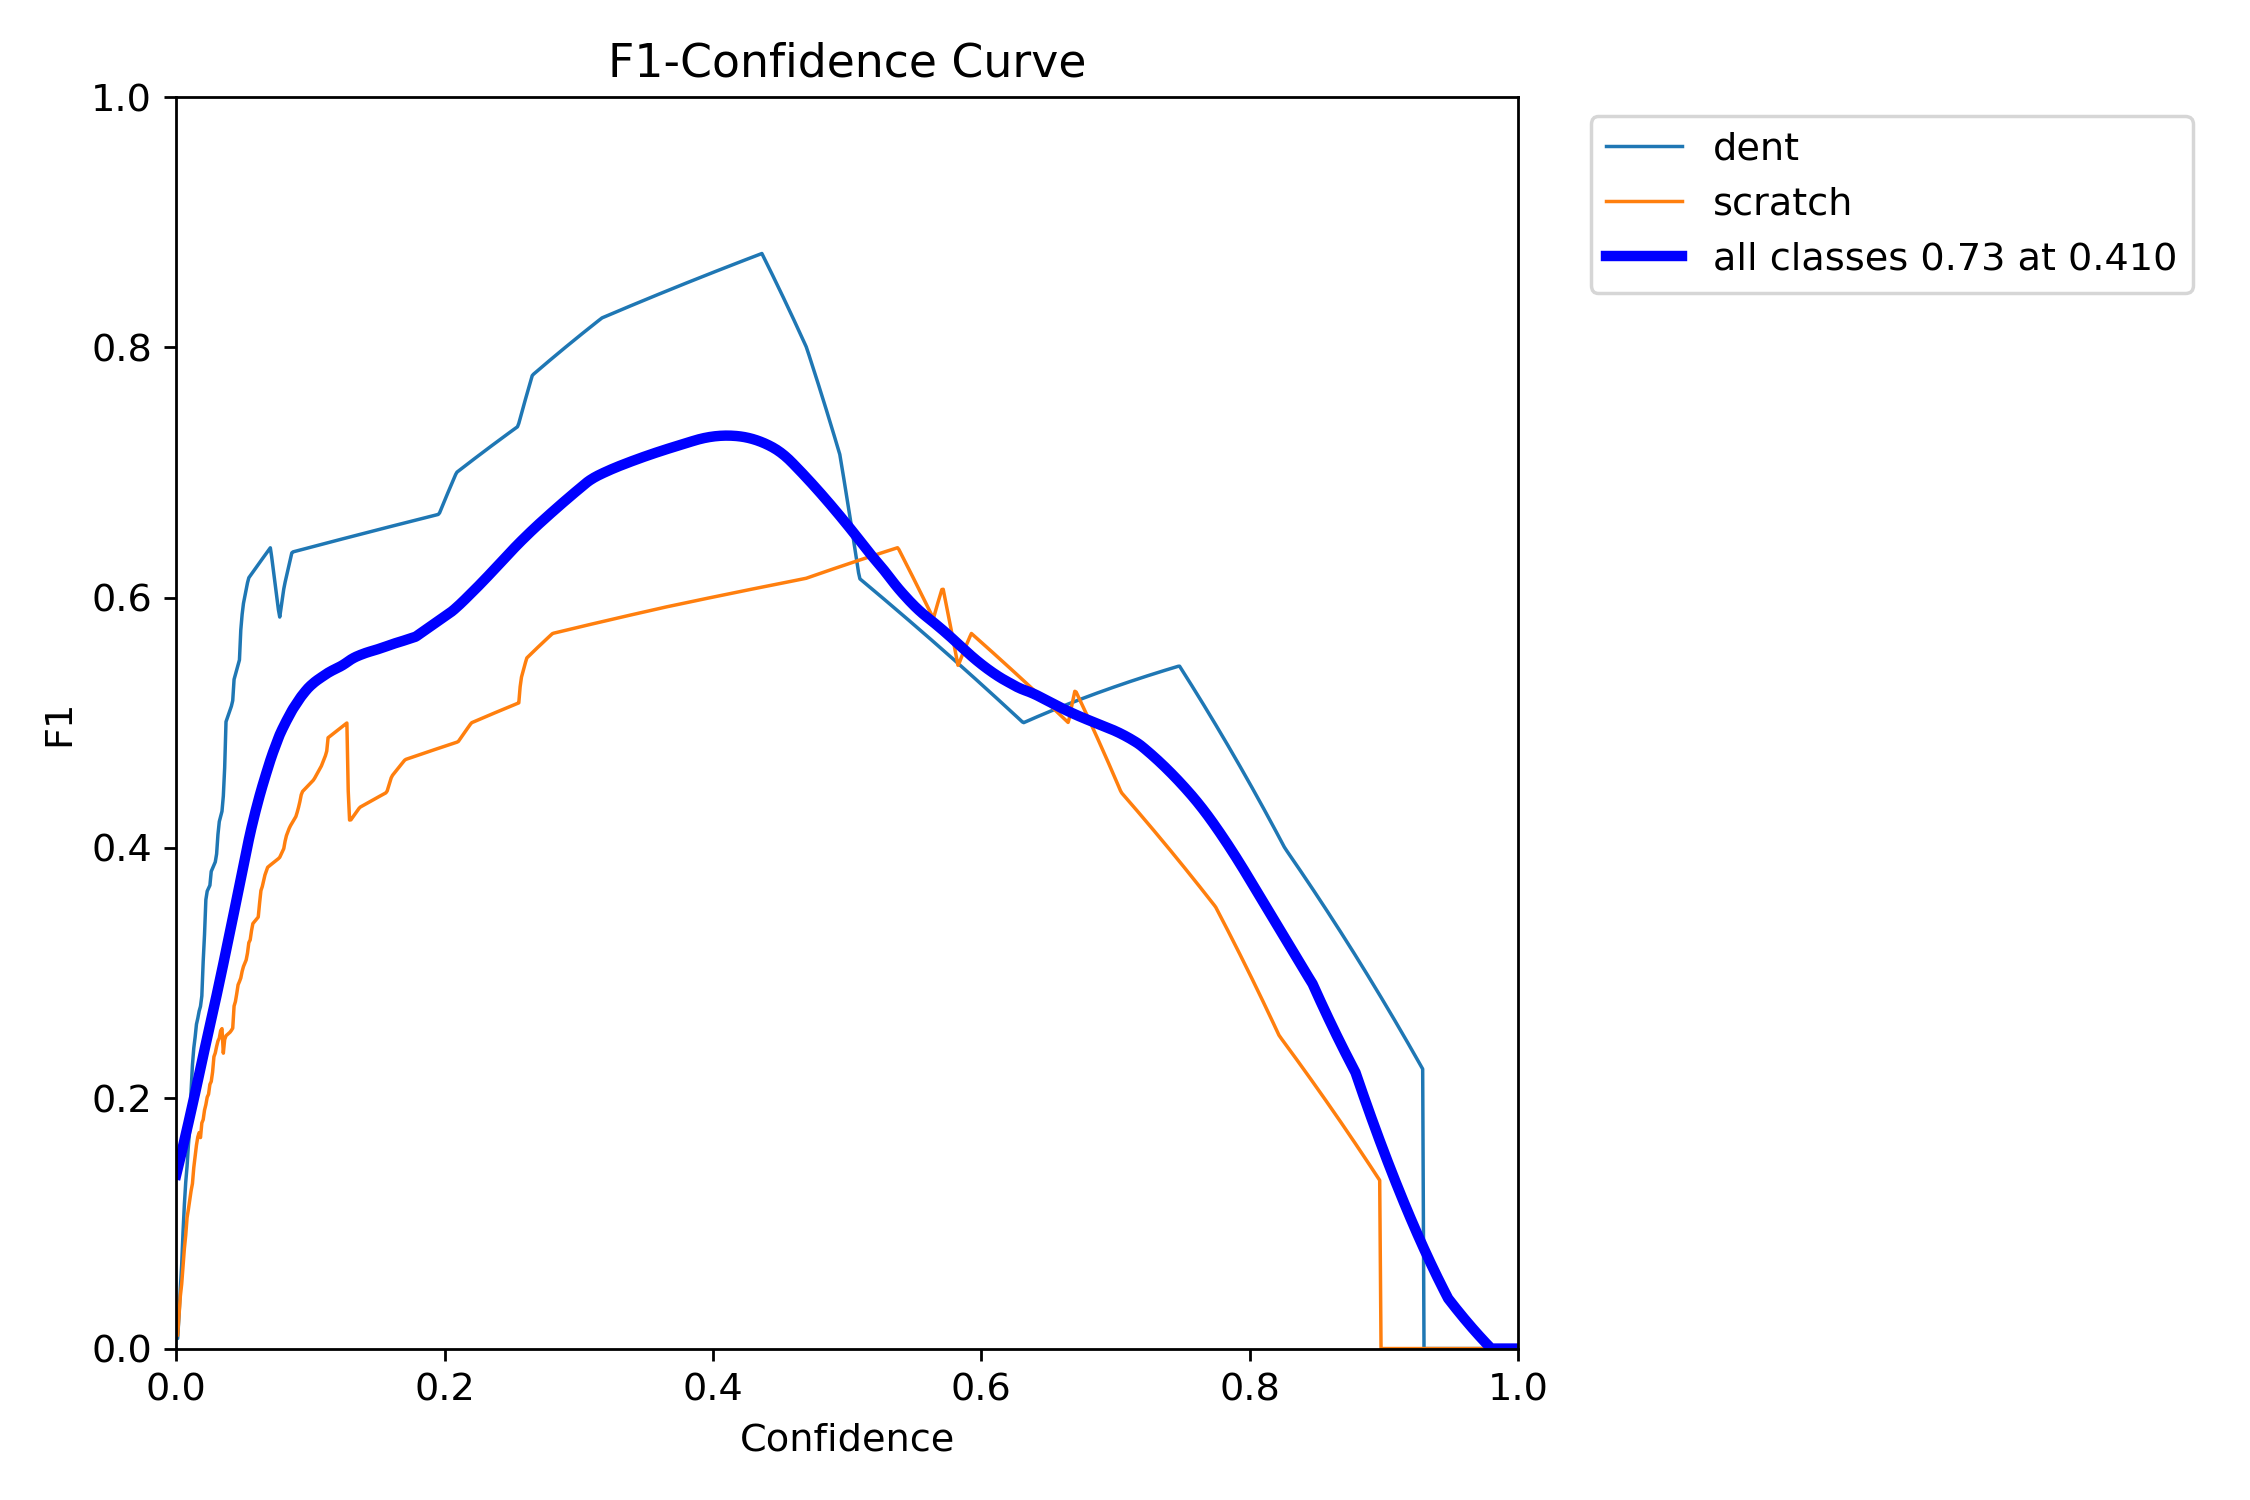 F1-Confidence Curve
1.0
0.8
0.6
0.4
0.2
0.0
F1
0.0 0.2 0.4 0.6 0.8 1.0
Confidence
dent
scratch
all classes 0.73 at 0.410